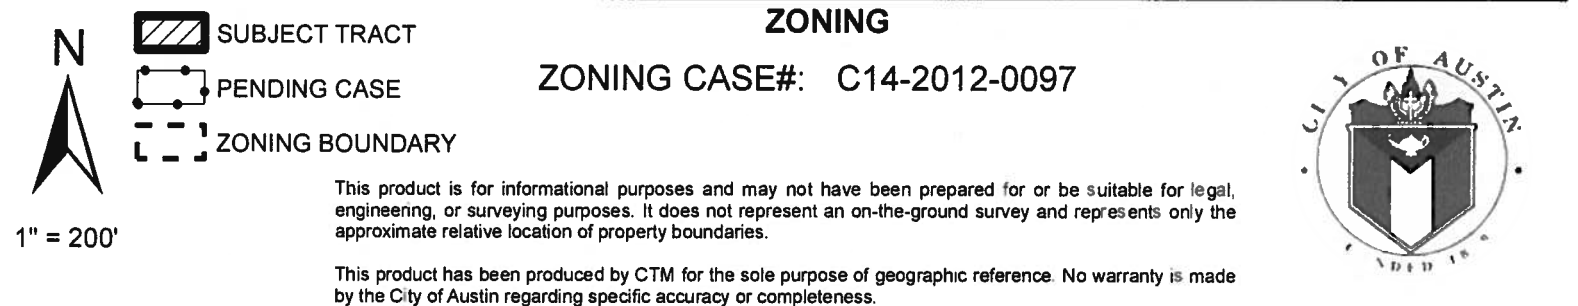 ZONING
ZONING CASE#: C14-2012-0097
N
SUBJECT TRACT
PENDING CASE
ZONING BOUNDARY
1" = 200'
This product is for informational purposes and may not have been prepared for or be suitable for legal,
engineering, or surveying purposes. It does not represent an on-the-ground survey and represents only the
approximate relative location of property boundaries.
This product has been produced by CTM for the sole purpose of geographic reference. No warranty is made
by the City of Austin regarding specific accuracy or completeness.
CITY OF AUSTIN